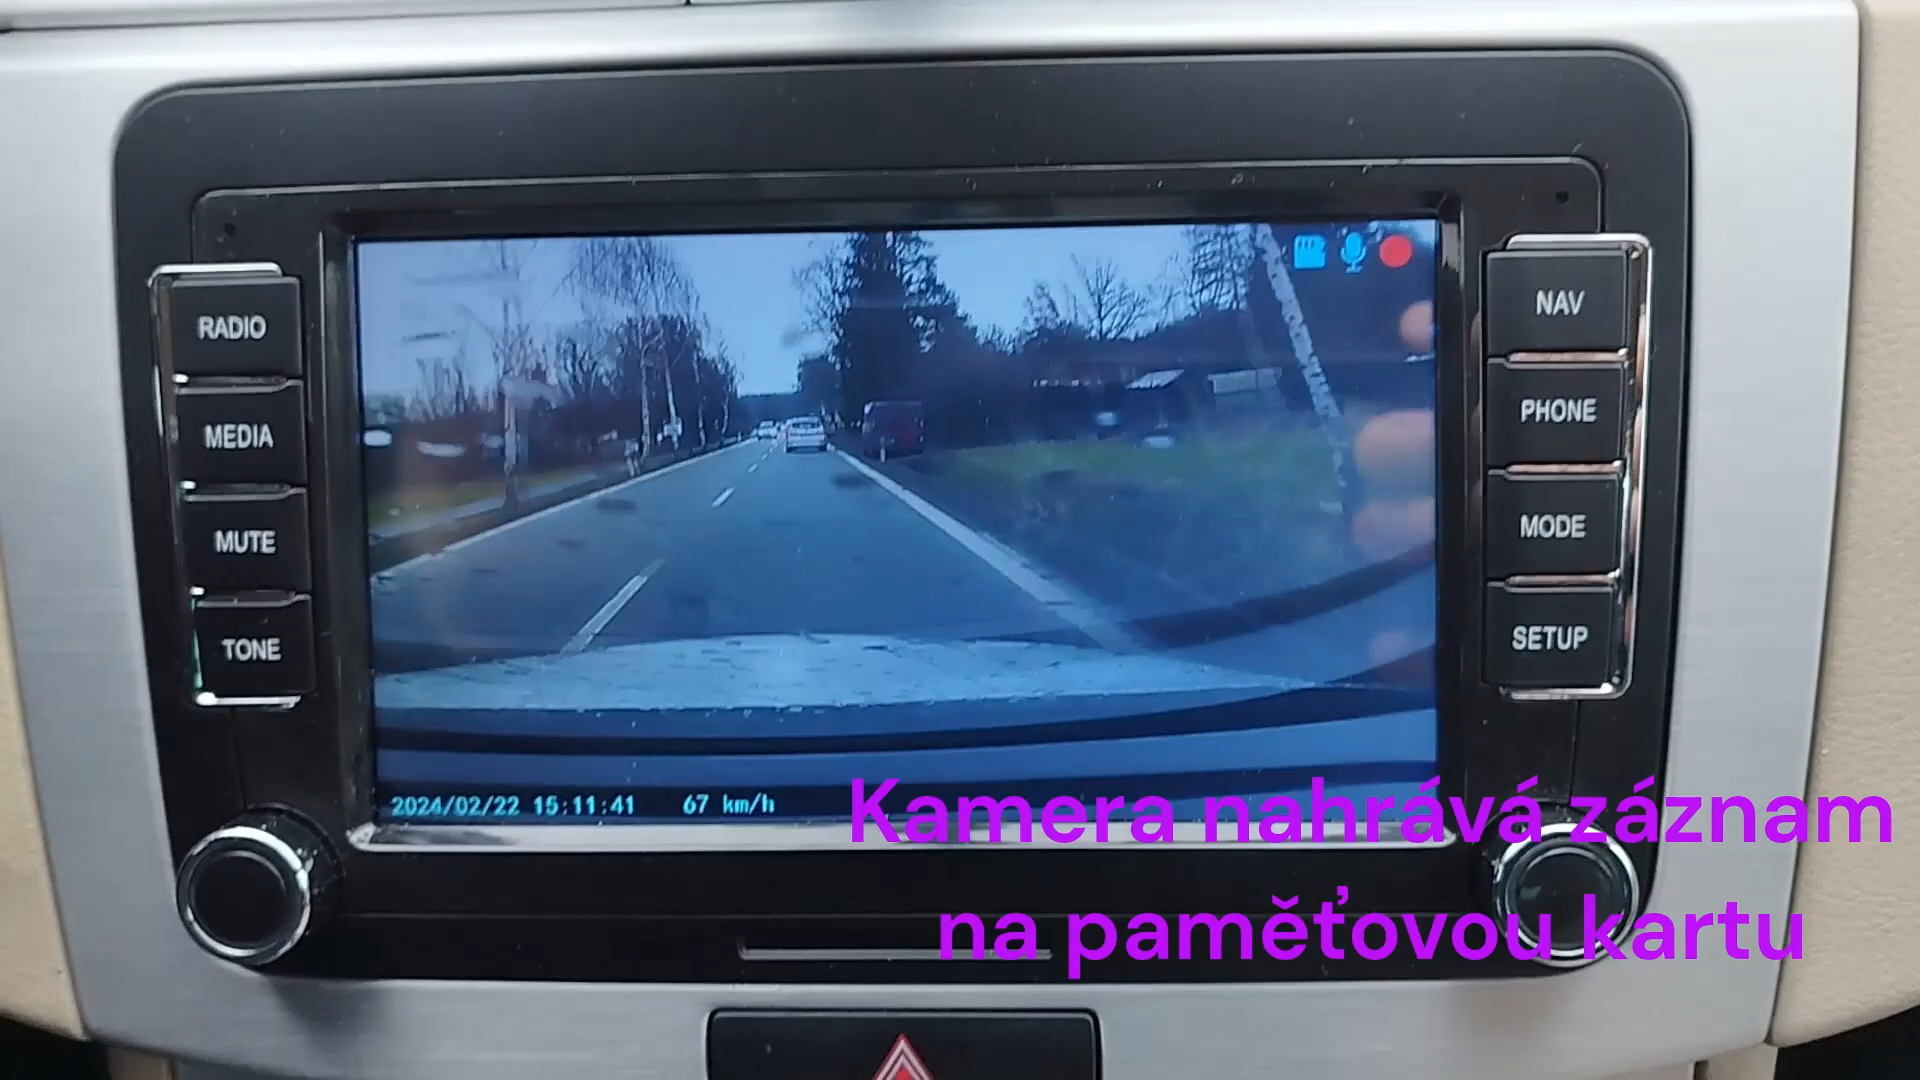 RADIO
MEDIA
MUTE
TONE
NAV
PHONE
MODE
SETUP
2024/02/22 15:11:41 67 km/h
Kamera nahrává záznam
na paměťovou kartu